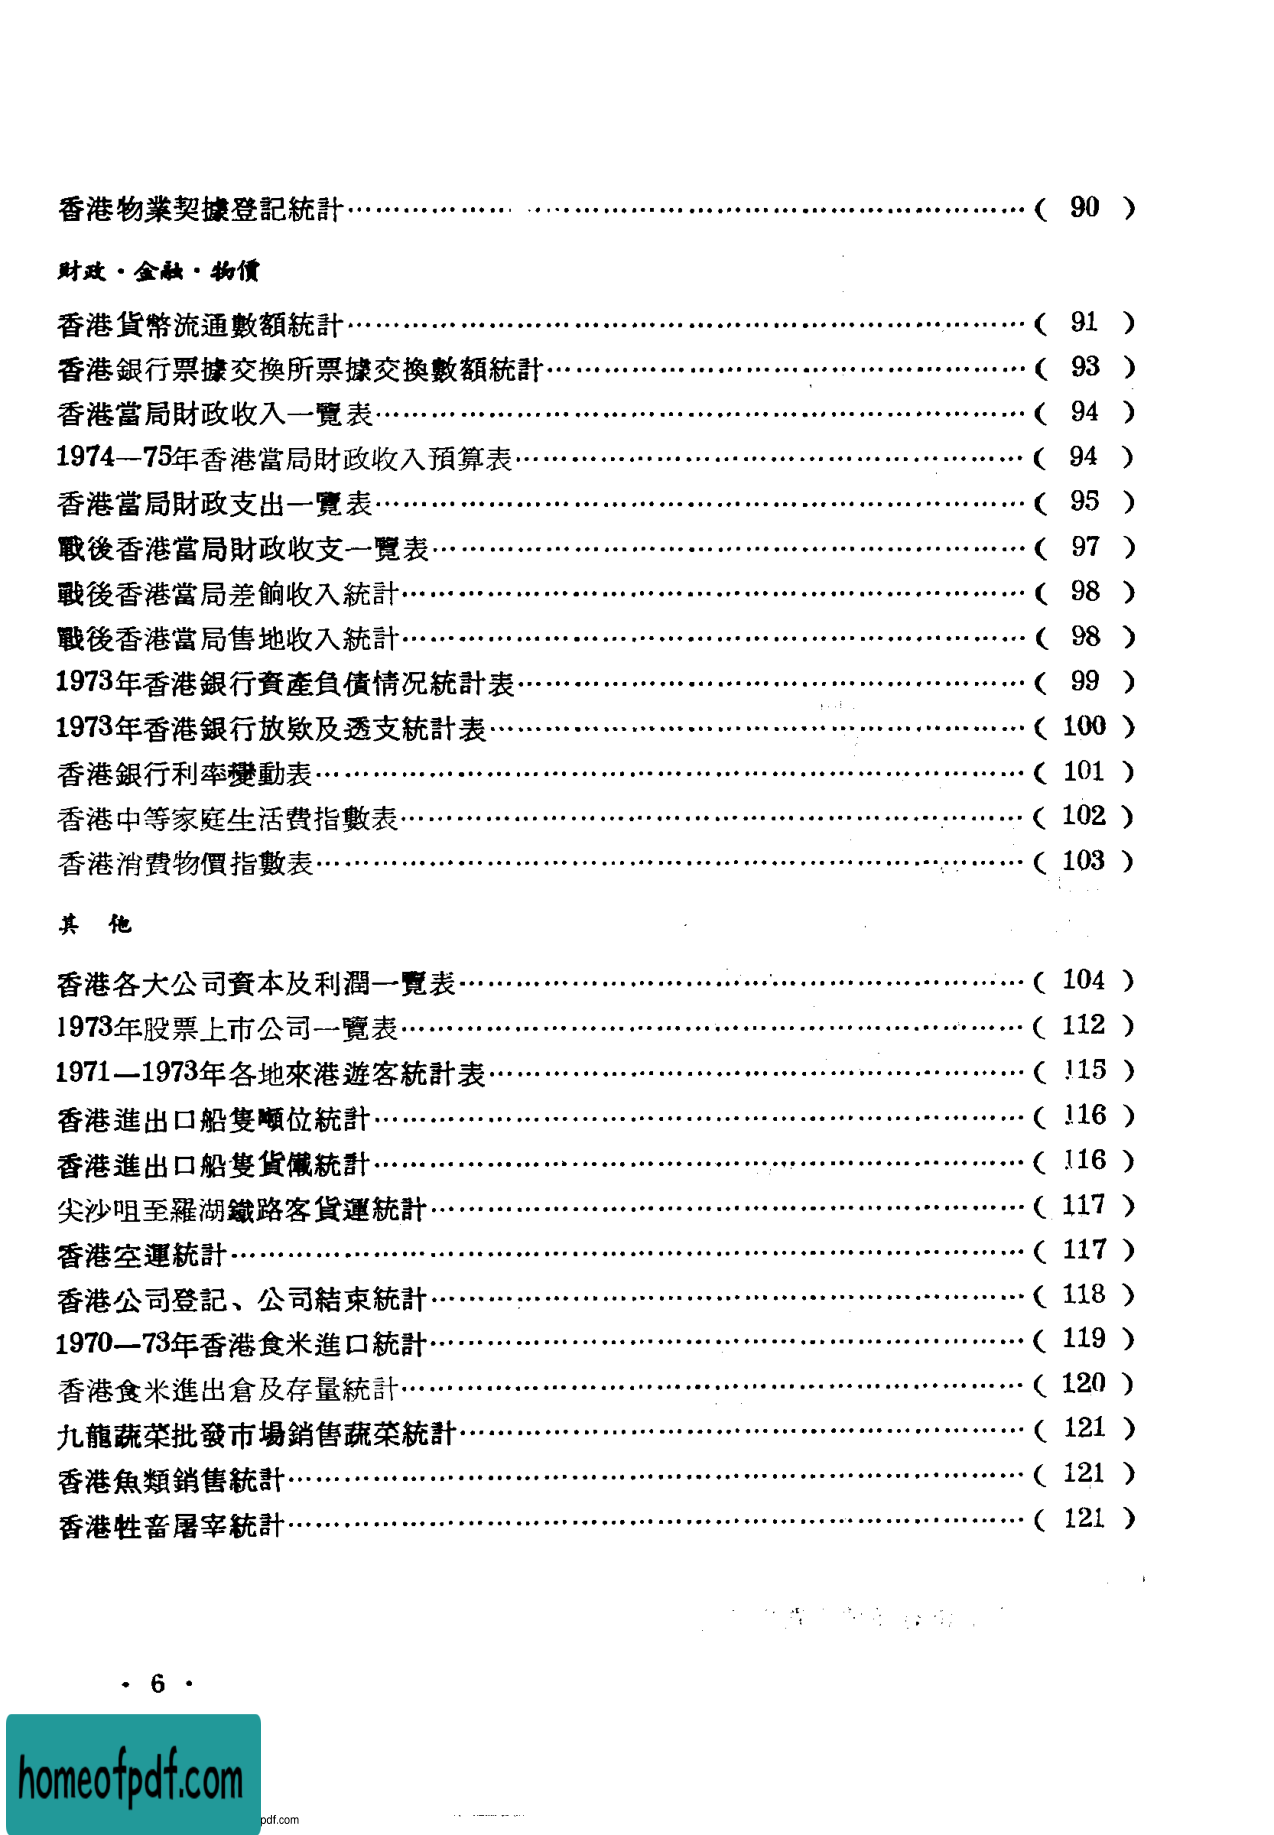 香港物業契據登記統計……………………………………………( 90 )
財政·金融·物價
香港貨幣流通數額統計……………………………………………( 91 )
香港銀行票據交換所票據交換數額統計……………………………( 93 )
香港當局財政收入一覽表…………………………………………( 94 )
1974—75年香港當局財政收入預算表……………………………( 94 )
香港當局財政支出一覽表…………………………………………( 95 )
戰後香港當局財政收支一覽表……………………………………( 97 )
戰後香港當局差餉收入統計………………………………………( 98 )
戰後香港當局售地收入統計………………………………………( 98 )
1973年香港銀行資產負債情况統計表……………………………( 99 )
1973年香港銀行放欵及透支統計表………………………………( 100 )
香港銀行利率變動表………………………………………………( 101 )
香港中等家庭生活費指數表………………………………………( 102 )
香港消費物價指數表………………………………………………( 103 )
其 他
香港各大公司資本及利潤一覽表…………………………………( 104 )
1973年股票上市公司一覽表………………………………………( 112 )
1971—1973年各地來港遊客統計表………………………………( 115 )
香港進出口船隻噸位統計…………………………………………( 116 )
香港進出口船隻貨儎統計…………………………………………( 116 )
尖沙咀至羅湖鐵路客貨運統計……………………………………( 117 )
香港空運統計………………………………………………………( 117 )
香港公司登記、公司結束統計……………………………………( 118 )
1970—73年香港食米進口統計……………………………………( 119 )
香港食米進出倉及存量統計………………………………………( 120 )
九龍蔬菜批發市場銷售蔬菜統計…………………………………( 121 )
香港魚類銷售統計…………………………………………………( 121 )
香港牲畜屠宰統計…………………………………………………( 121 )
· 6 ·
homeofpdf.com
pdf.com